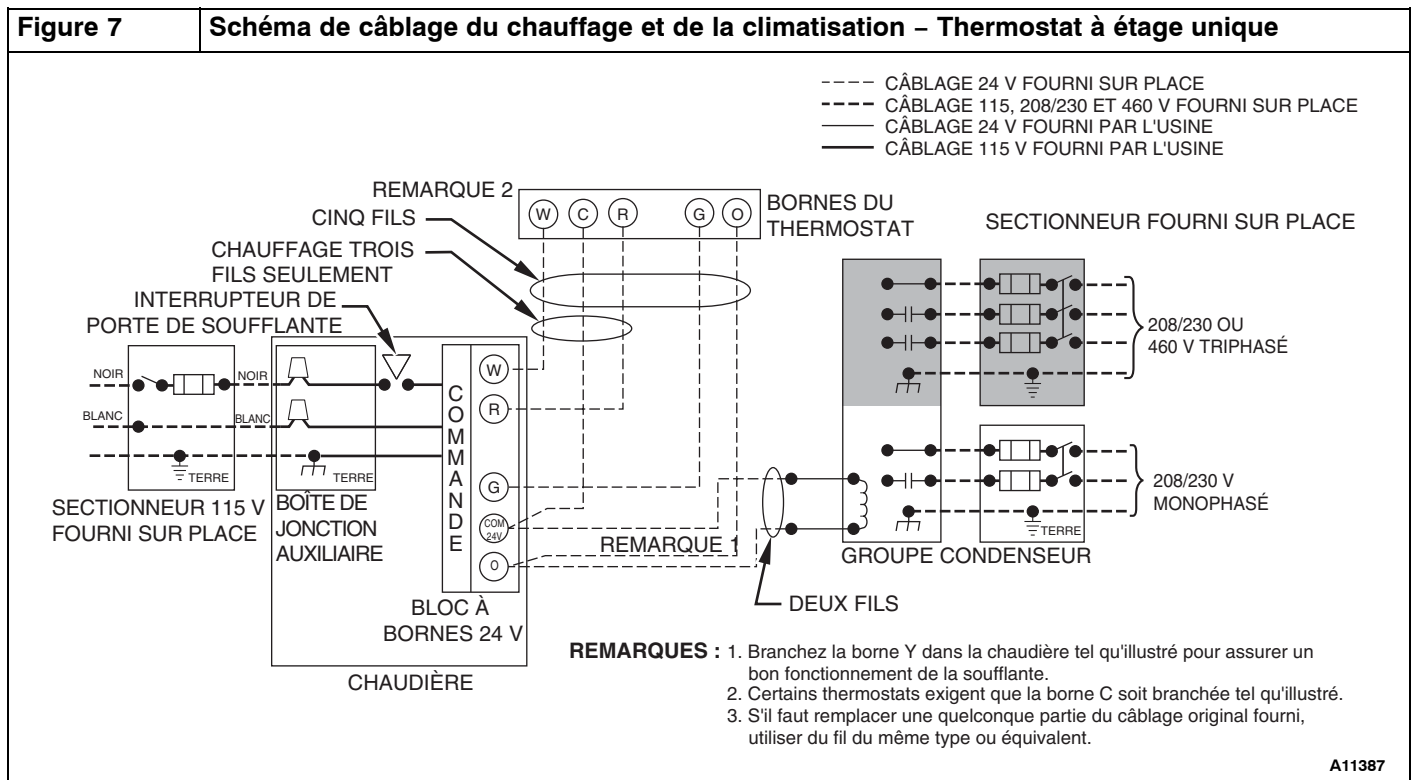 Figure 7
Schéma de câblage du chauffage et de la climatisation – Thermostat à étage unique
CÂBLAGE 24 V FOURNI SUR PLACE
CÂBLAGE 115, 208/230 ET 460 V FOURNI SUR PLACE
CÂBLAGE 24 V FOURNI PAR L'USINE
CÂBLAGE 115 V FOURNI PAR L'USINE
REMARQUE 2
W C R G O
BORNES DU
THERMOSTAT
CINQ FILS
CHAUFFAGE TROIS
FILS SEULEMENT
INTERRUPTEUR DE
PORTE DE SOUFFLANTE
SECTIONNEUR FOURNI SUR PLACE
208/230 OU
460 V TRIPHASÉ
NOIR
NOIR
BLANC
BLANC
TERRE
TERRE
COMMANDE
W
R
G
COM
24V
O
SECTIONNEUR 115 V
FOURNI SUR PLACE
BOÎTE DE
JONCTION
AUXILIAIRE
REMARQUE 1
208/230 V
MONOPHASÉ
TERRE
GROUPE CONDENSEUR
DEUX FILS
BLOC À
BORNES 24 V
CHAUDIÈRE
REMARQUES : 1. Branchez la borne Y dans la chaudière tel qu'illustré pour assurer un
bon fonctionnement de la soufflante.
2. Certains thermostats exigent que la borne C soit branchée tel qu'illustré.
3. S'il faut remplacer une quelconque partie du câblage original fourni,
utiliser du fil du même type ou équivalent.
A11387